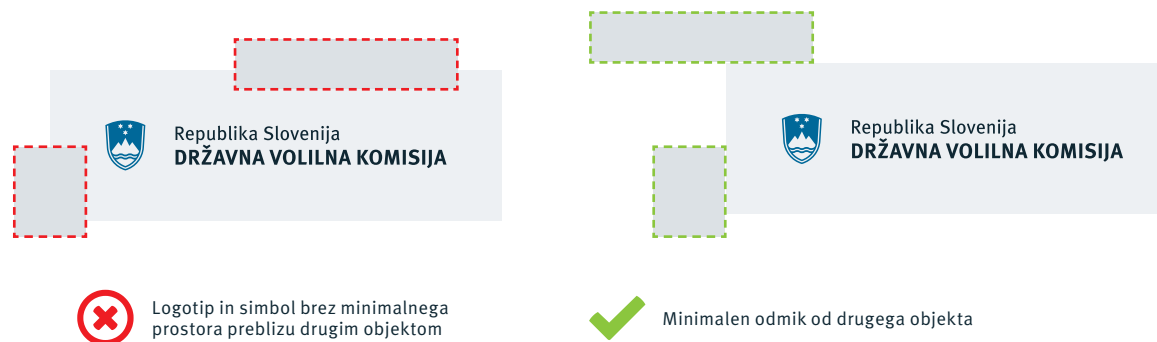 Republika Slovenija
DRŽAVNA VOLILNA KOMISIJA
Republika Slovenija
DRŽAVNA VOLILNA KOMISIJA
Logotip in simbol brez minimalnega
prostora preblizu drugim objektom
Minimalen odmik od drugega objekta